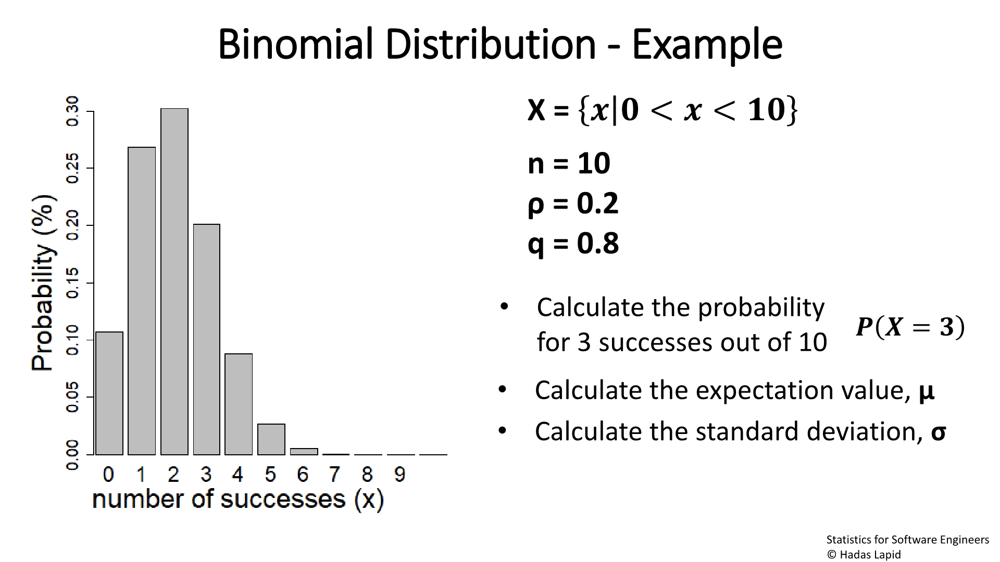 Binomial Distribution - Example
X = {x|0 < x < 10}
n = 10
ρ = 0.2
q = 0.8
• Calculate the probability
for 3 successes out of 10
P(X = 3)
• Calculate the expectation value, μ
• Calculate the standard deviation, σ
Probability (%)
0.30
0.25
0.20
0.15
0.10
0.05
0.00
0 1 2 3 4 5 6 7 8 9
number of successes (x)
Statistics for Software Engineers
© Hadas Lapid